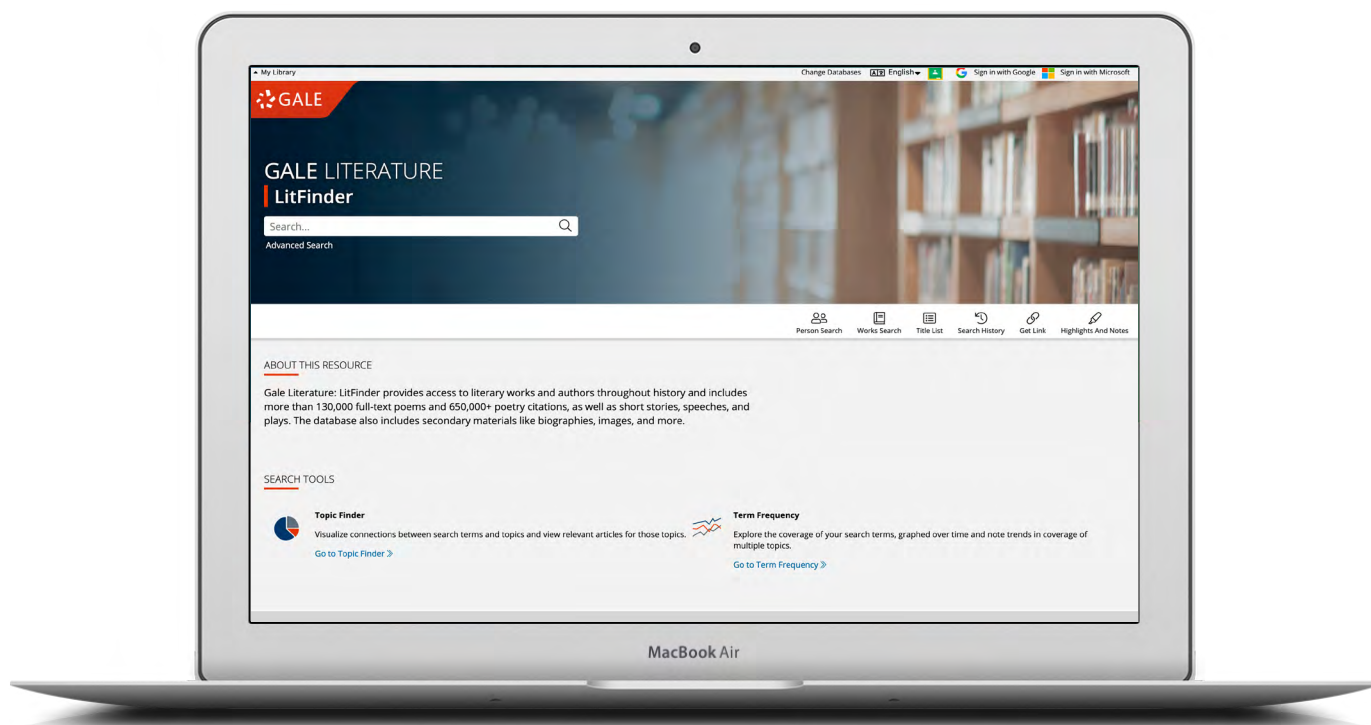 My Library
Change Databases
English
Sign in with Google
Sign in with Microsoft
GALE
GALE LITERATURE
LitFinder
Search...
Advanced Search
Person Search
Works Search
Title List
Search History
Get Link
Highlights And Notes
ABOUT THIS RESOURCE
Gale Literature: LitFinder provides access to literary works and authors throughout history and includes
more than 130,000 full-text poems and 650,000+ poetry citations, as well as short stories, speeches, and
plays. The database also includes secondary materials like biographies, images, and more.
SEARCH TOOLS
Topic Finder
Visualize connections between search terms and topics and view relevant articles for those topics.
Go to Topic Finder »
Term Frequency
Explore the coverage of your search terms, graphed over time and note trends in coverage of
multiple topics.
Go to Term Frequency »
MacBook Air